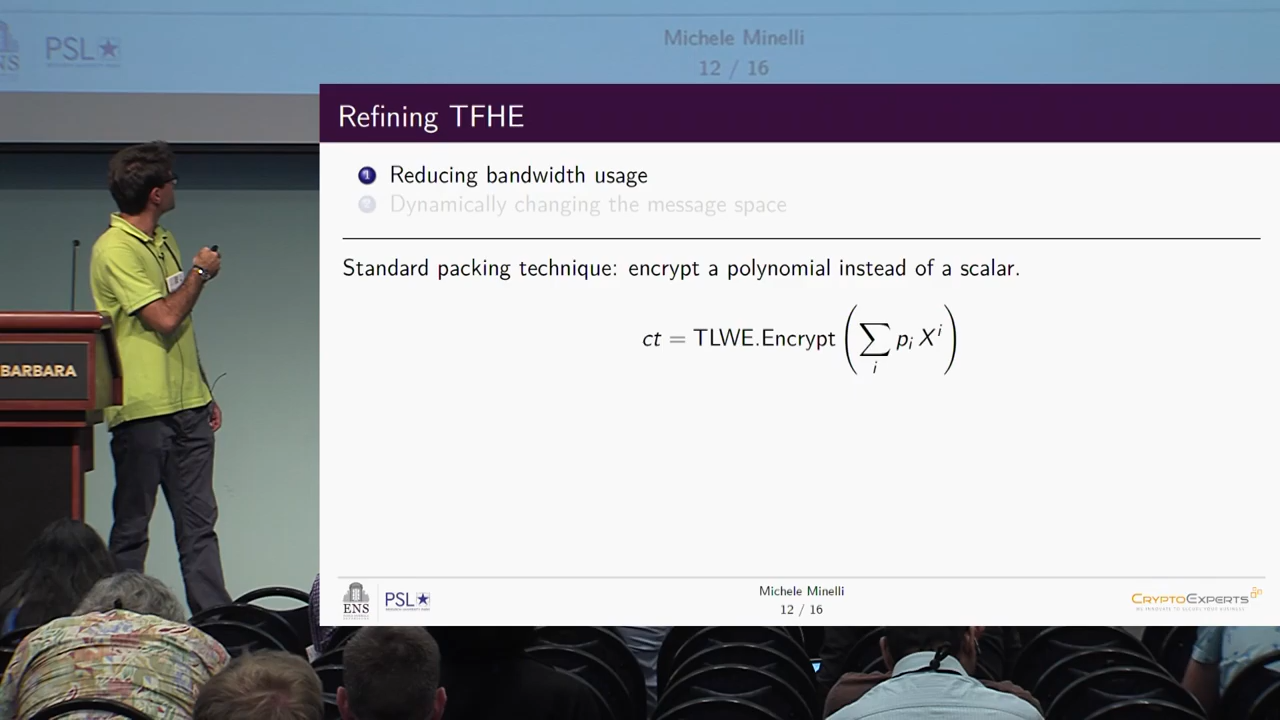 PSL★
Michele Minelli
12 / 16
Refining TFHE
1 Reducing bandwidth usage
2 Dynamically changing the message space
Standard packing technique: encrypt a polynomial instead of a scalar.
ct = TLWE.Encrypt (∑_i p_i X^i)
BARBARA
ENS
PSL★
Michele Minelli
12 / 16
CRYPTOEXPERTS